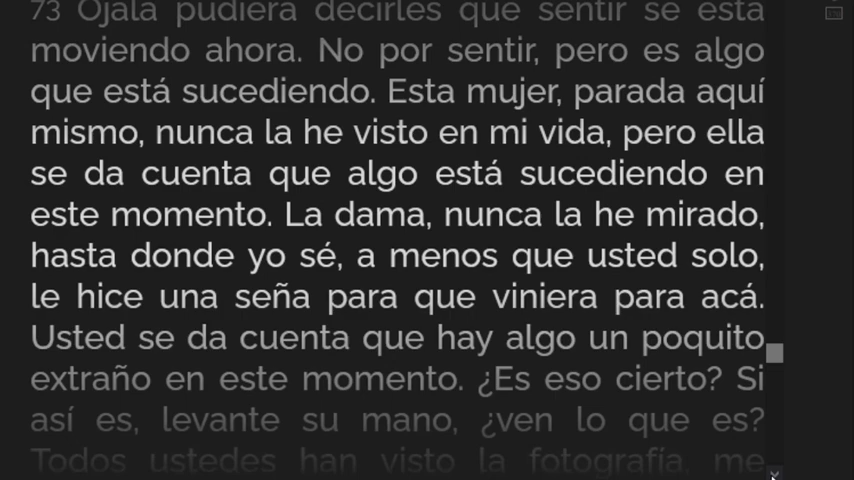 73 Ojalá pudiera decirles que sentir se está
moviendo ahora. No por sentir, pero es algo
que está sucediendo. Esta mujer, parada aquí
mismo, nunca la he visto en mi vida, pero ella
se da cuenta que algo está sucediendo en
este momento. La dama, nunca la he mirado,
hasta donde yo sé, a menos que usted solo,
le hice una seña para que viniera para acá.
Usted se da cuenta que hay algo un poquito
extraño en este momento. ¿Es eso cierto? Si
así es, levante su mano, ¿ven lo que es?
Todos ustedes han visto la fotografía, me